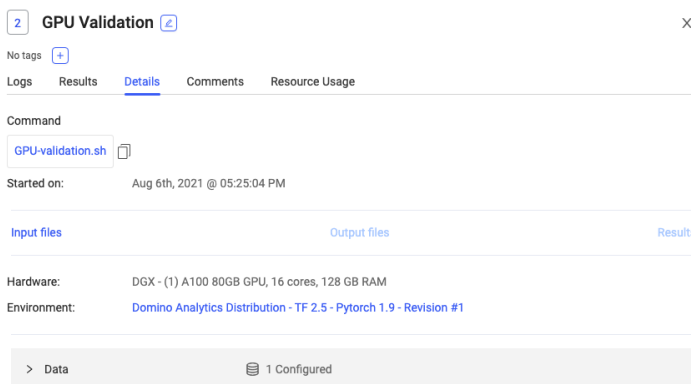 2 GPU Validation
No tags +
Logs Results Details Comments Resource Usage
Command
GPU-validation.sh
Started on: Aug 6th, 2021 @ 05:25:04 PM
Input files Output files Result
Hardware: DGX - (1) A100 80GB GPU, 16 cores, 128 GB RAM
Environment: Domino Analytics Distribution - TF 2.5 - Pytorch 1.9 - Revision #1
> Data 1 Configured